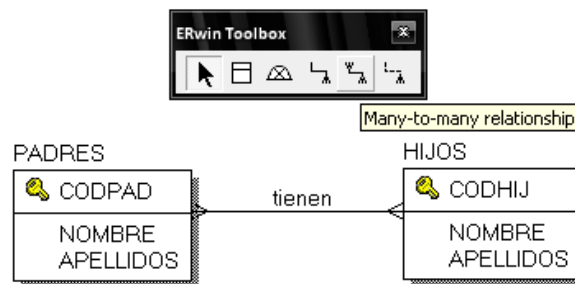 ERwin Toolbox
Many-to-many relationship
PADRES
HIJOS
CODPAD
tienen
CODHIJ
NOMBRE
APELLIDOS
NOMBRE
APELLIDOS